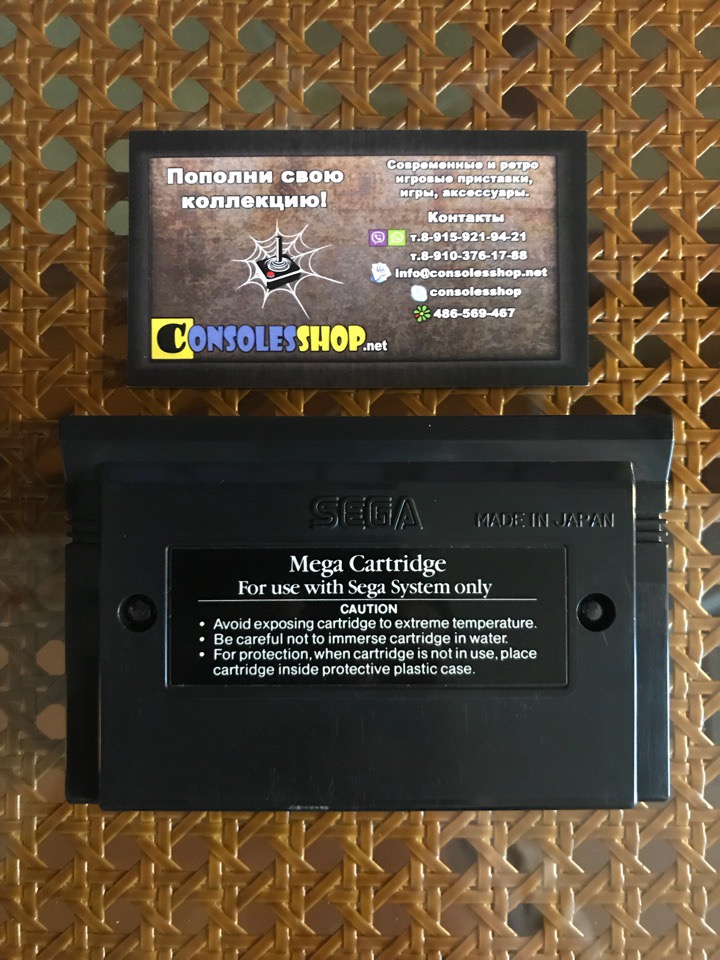 Пополни свою
коллекцию!
Современные и ретро
игровые приставки,
игры, аксессуары.
Контакты
т.8-915-921-94-21
т.8-910-376-17-88
info@consolesshop.net
consolesshop
486-569-467
CONSOLESSHOP.net
SEGA
MADE IN JAPAN
Mega Cartridge
For use with Sega System only
CAUTION
• Avoid exposing cartridge to extreme temperature.
• Be careful not to immerse cartridge in water.
• For protection, when cartridge is not in use, place
cartridge inside protective plastic case.